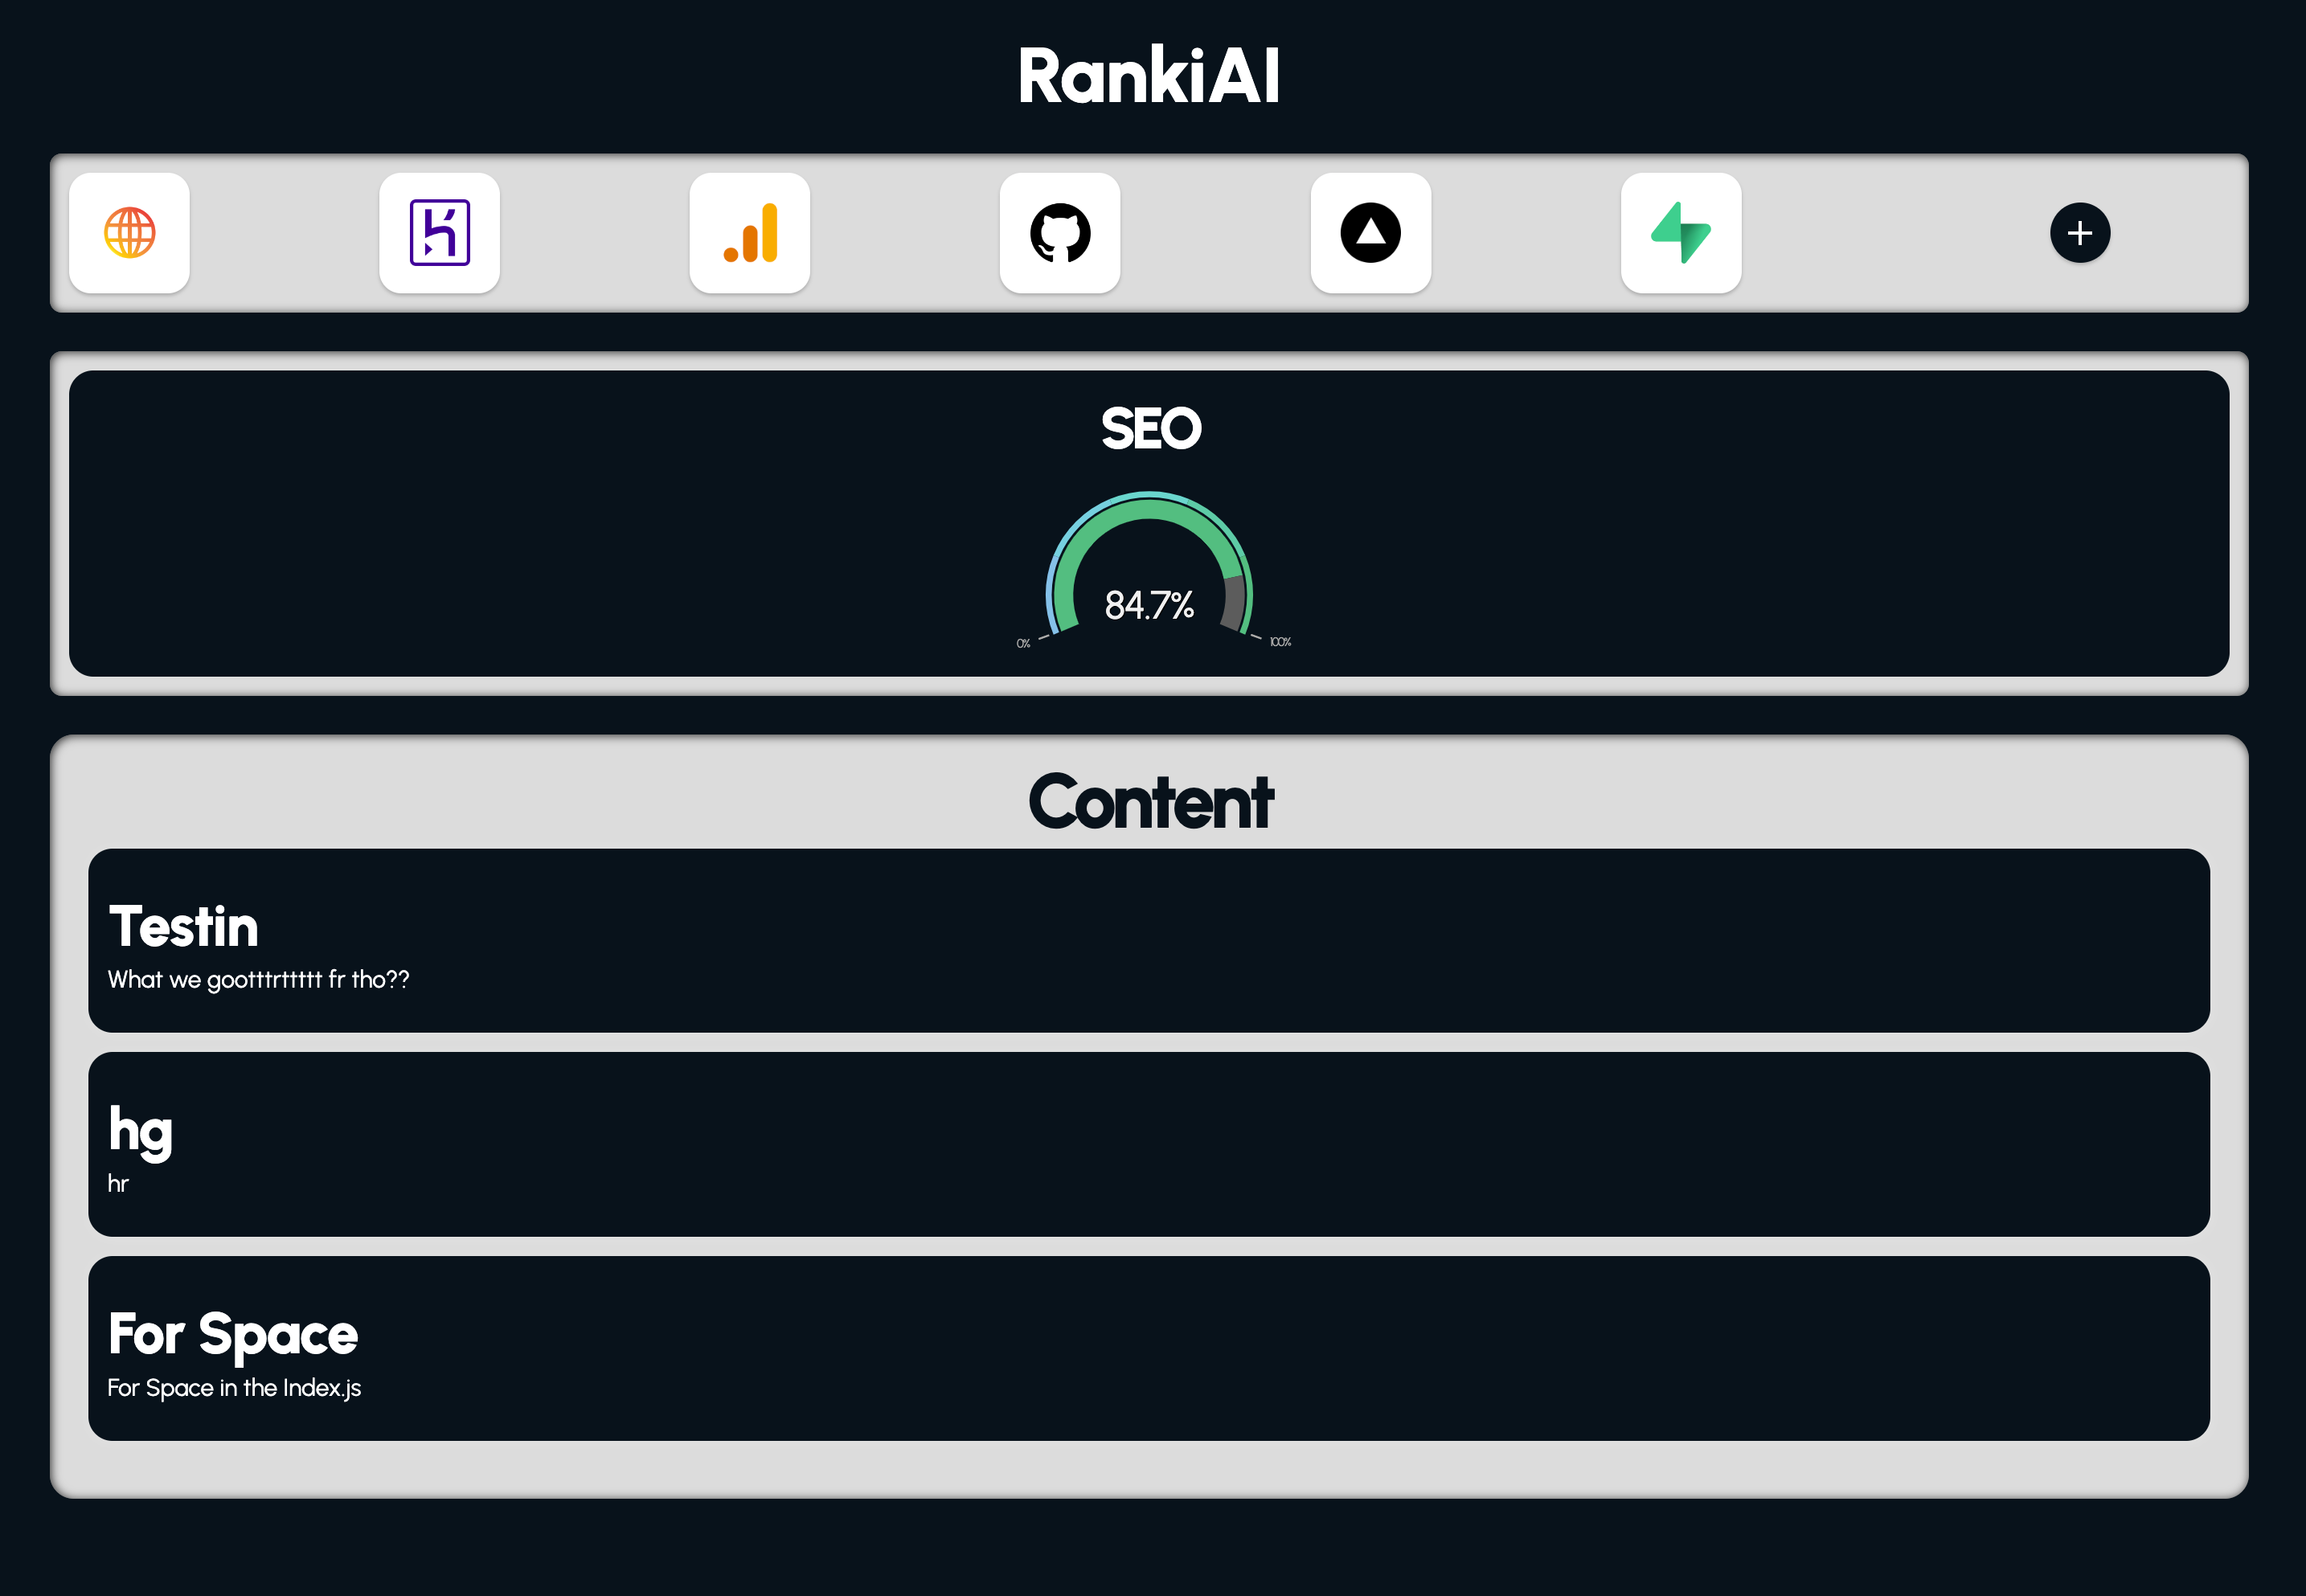 RankiAI
SEO
84.7%
0%
100%
Content
Testin
What we gootttrttttt fr tho??
hg
hr
For Space
For Space in the Index.js